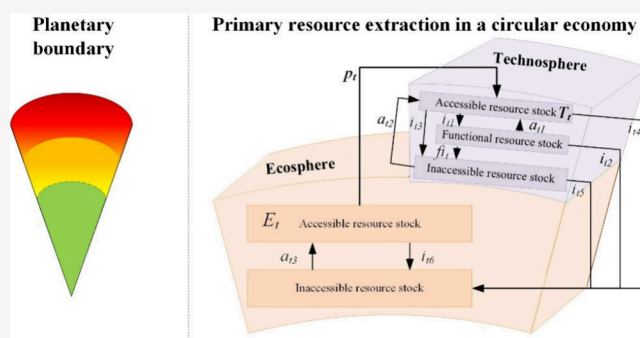 Planetary
boundary
Primary resource extraction in a circular economy
Technosphere
pt
Accessible resource stock Tt
at2
it3
it1
at1
it4
Functional resource stock
fit
it2
Inaccessible resource stock
it5
Ecosphere
Et Accessible resource stock
at3
it6
Inaccessible resource stock